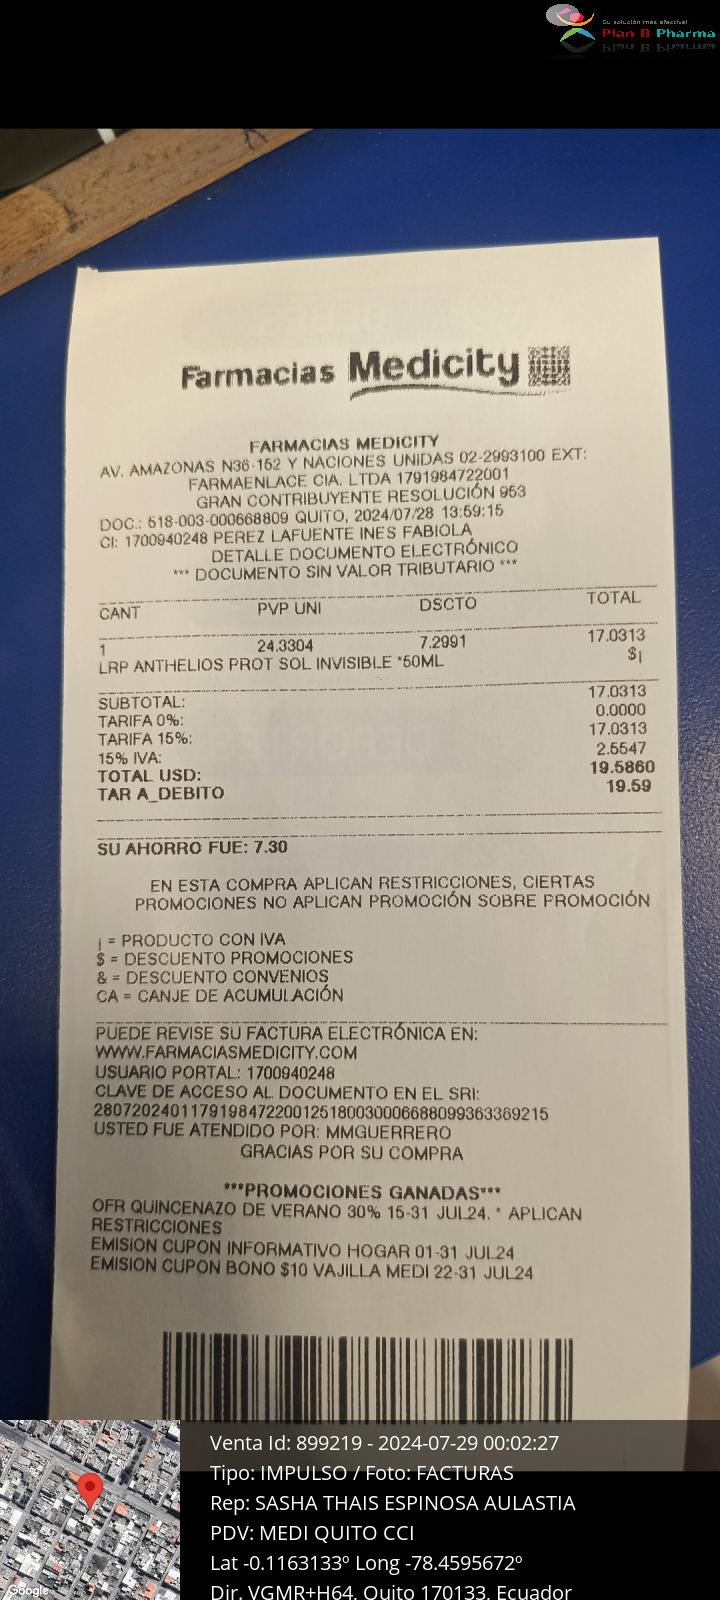 Su solución más efectiva!
Plan B Pharma
Farmacias Medicity
FARMACIAS MEDICITY
AV. AMAZONAS N36-152 Y NACIONES UNIDAS 02-2993100 EXT:
FARMAENLACE CIA. LTDA 1791984722001
GRAN CONTRIBUYENTE RESOLUCIÓN 953
DOC.: 518-003-000668809 QUITO, 2024/07/28 13:59:15
CI: 1700940248 PEREZ LAFUENTE INES FABIOLA
DETALLE DOCUMENTO ELECTRÓNICO
*** DOCUMENTO SIN VALOR TRIBUTARIO ***
CANT PVP UNI DSCTO TOTAL
1 24.3304 7.2991 17.0313
LRP ANTHELIOS PROT SOL INVISIBLE *50ML $¡
SUBTOTAL: 17.0313
TARIFA 0%: 0.0000
TARIFA 15%: 17.0313
15% IVA: 2.5547
TOTAL USD: 19.5860
TAR A_DEBITO 19.59
SU AHORRO FUE: 7.30
EN ESTA COMPRA APLICAN RESTRICCIONES, CIERTAS
PROMOCIONES NO APLICAN PROMOCIÓN SOBRE PROMOCIÓN
¡ = PRODUCTO CON IVA
$ = DESCUENTO PROMOCIONES
& = DESCUENTO CONVENIOS
CA = CANJE DE ACUMULACIÓN
PUEDE REVISE SU FACTURA ELECTRÓNICA EN:
WWW.FARMACIASMEDICITY.COM
USUARIO PORTAL: 1700940248
CLAVE DE ACCESO AL DOCUMENTO EN EL SRI:
2807202401179198472200125180030006688099363369215
USTED FUE ATENDIDO POR: MMGUERRERO
GRACIAS POR SU COMPRA
***PROMOCIONES GANADAS***
OFR QUINCENAZO DE VERANO 30% 15-31 JUL24. * APLICAN
RESTRICCIONES
EMISION CUPON INFORMATIVO HOGAR 01-31 JUL24
EMISION CUPON BONO $10 VAJILLA MEDI 22-31 JUL24
Venta Id: 899219 - 2024-07-29 00:02:27
Tipo: IMPULSO / Foto: FACTURAS
Rep: SASHA THAIS ESPINOSA AULASTIA
PDV: MEDI QUITO CCI
Lat -0.1163133º Long -78.4595672º
Dir. VGMR+H64, Quito 170133, Ecuador
Google